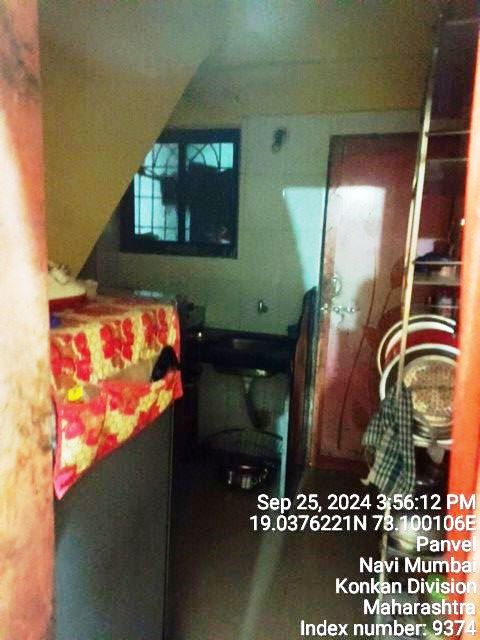 Sep 25, 2024 3:56:12 PM
19.0376221N 73.100106E
Panvel
Navi Mumbai
Konkan Division
Maharashtra
Index number: 9374